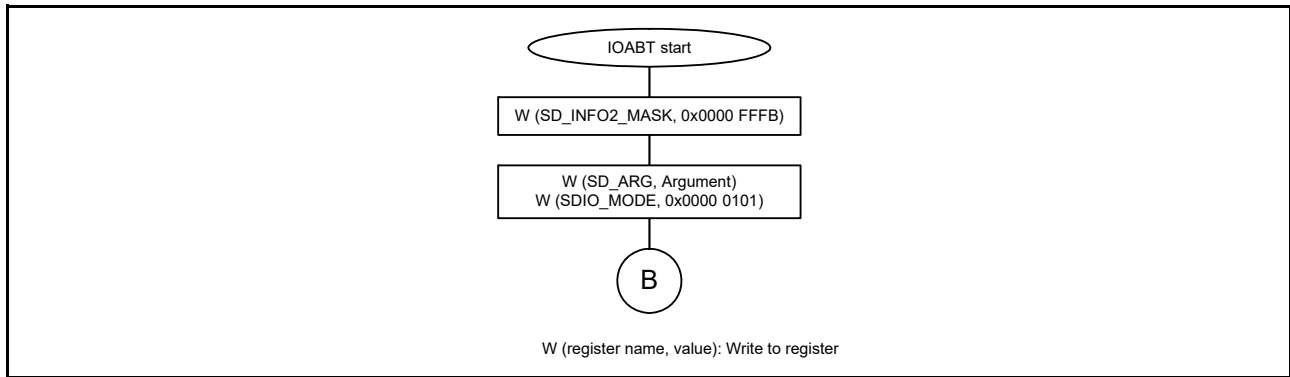 IOABT start
W (SD_INFO2_MASK, 0x0000 FFFB)
W (SD_ARG, Argument)
W (SDIO_MODE, 0x0000 0101)
B
W (register name, value): Write to register